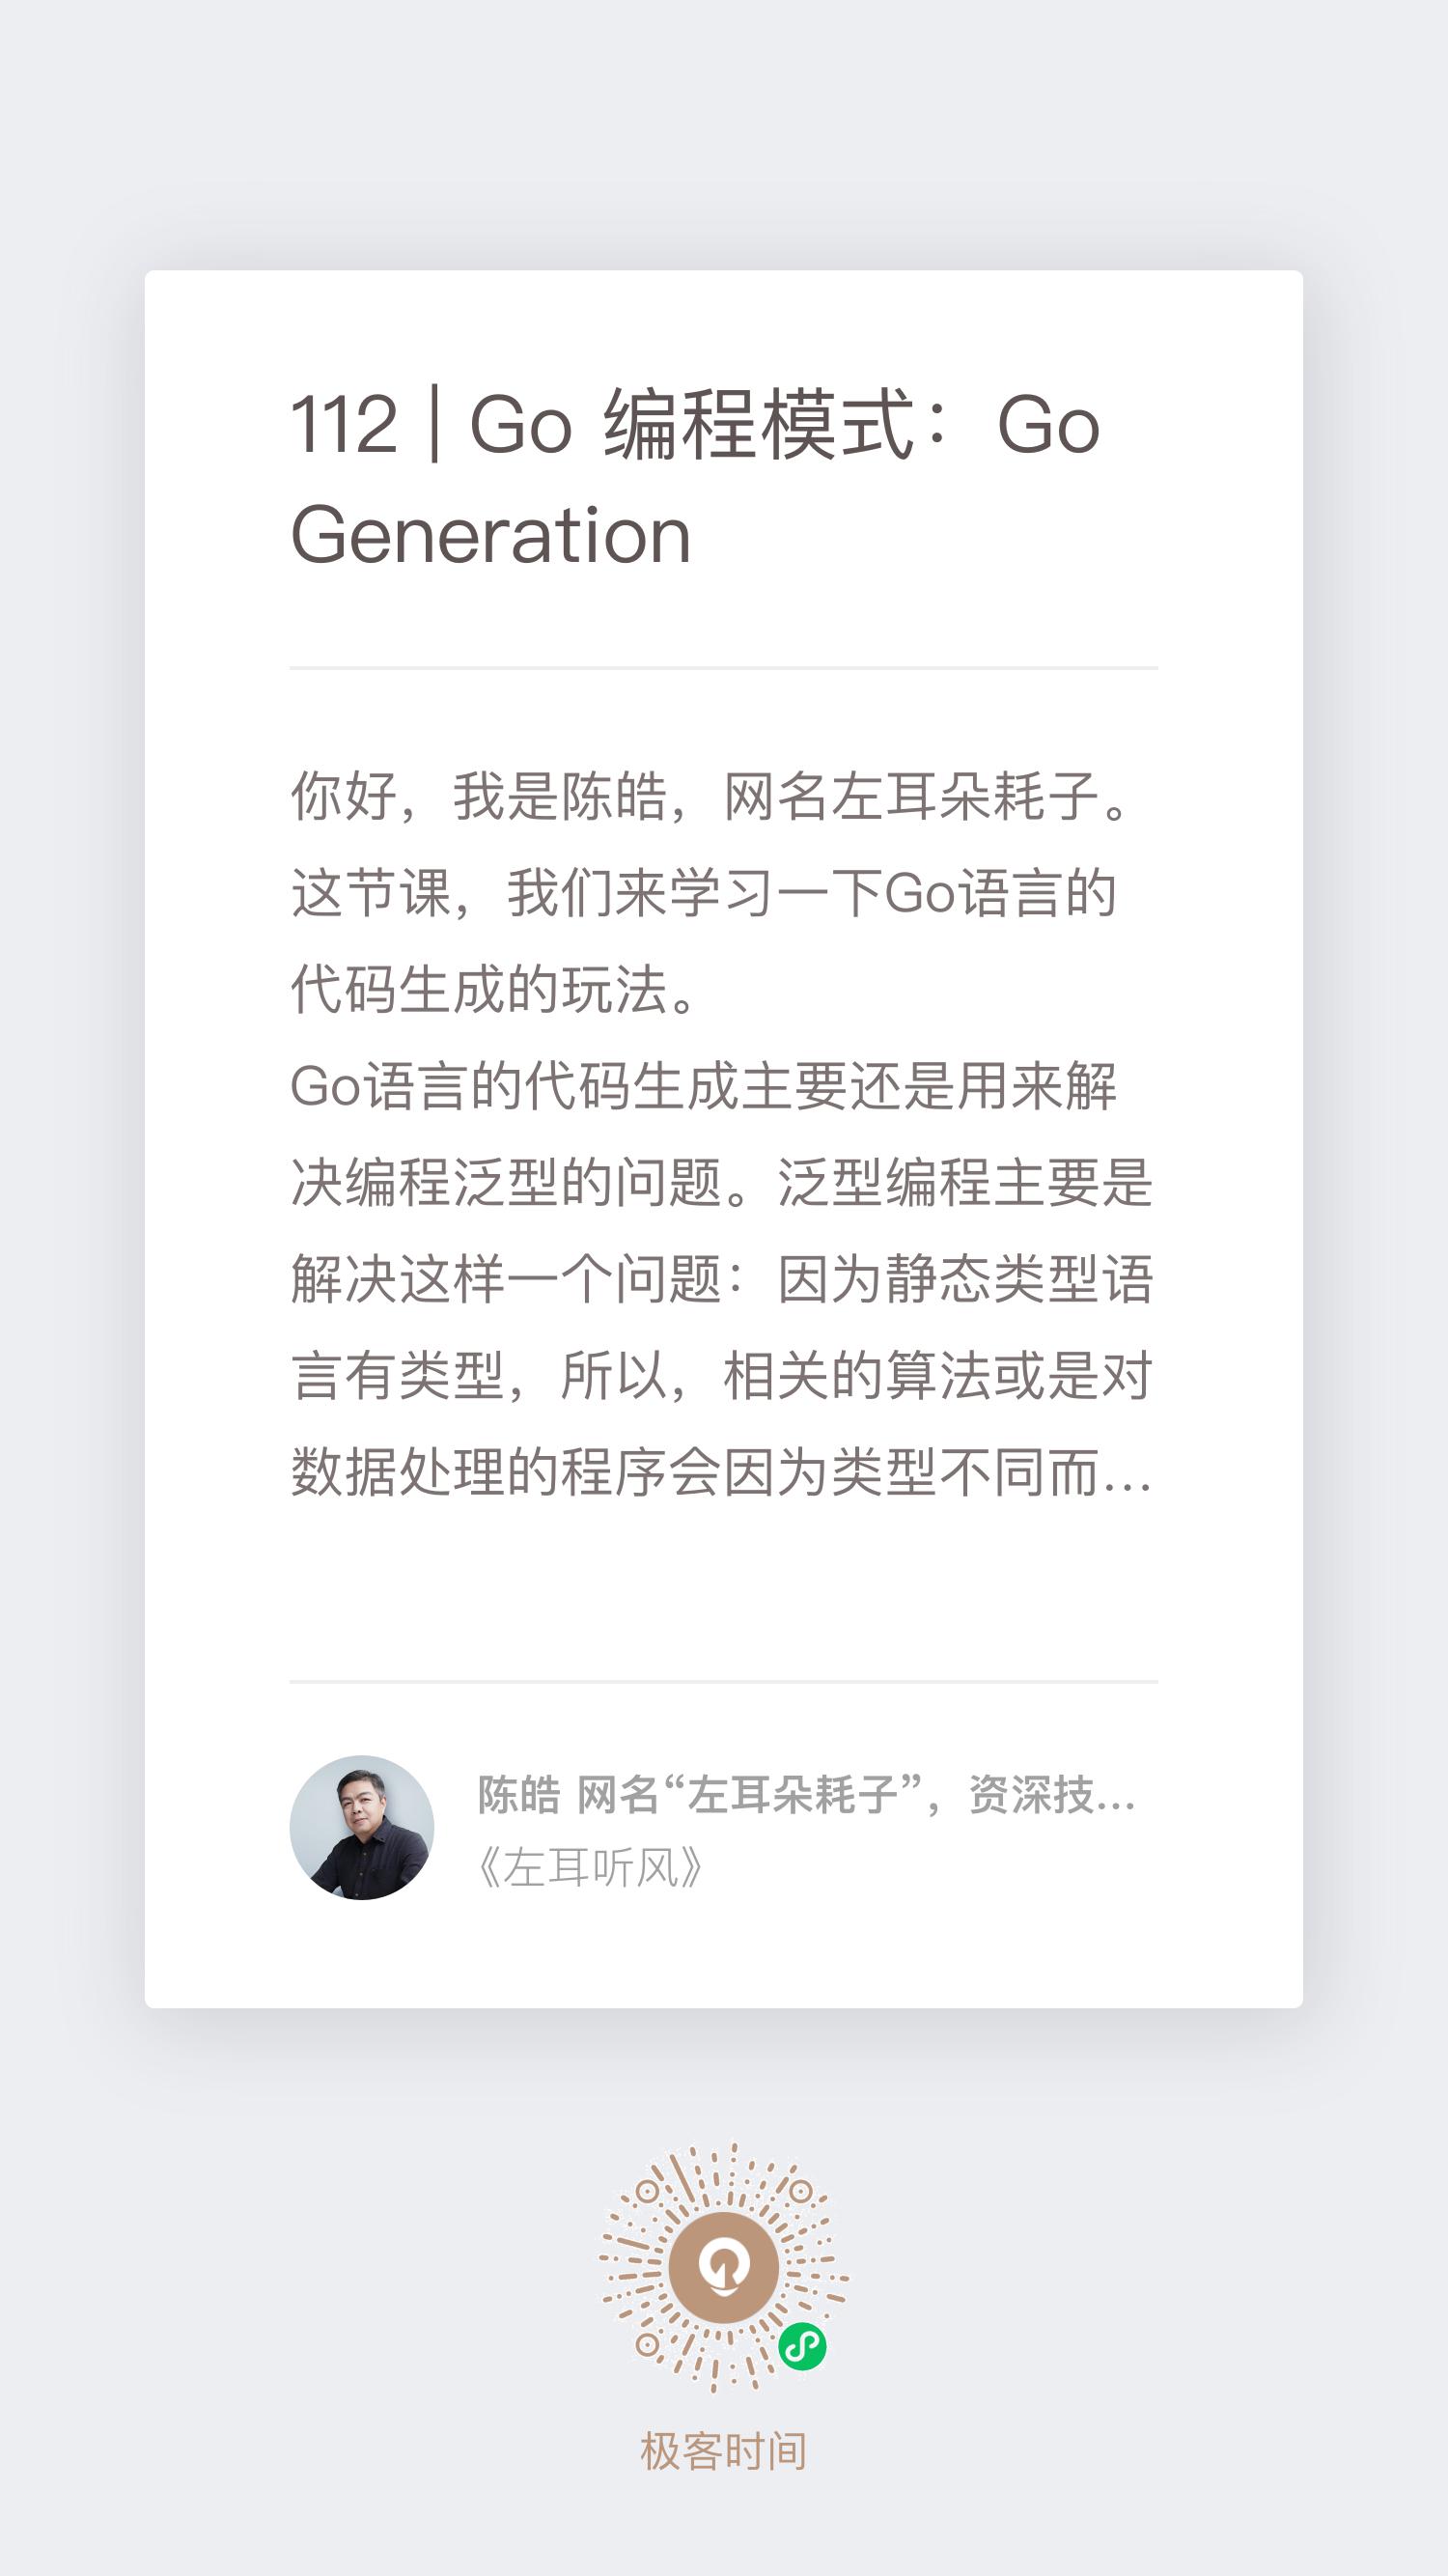 112 | Go 编程模式：Go
Generation
你好，我是陈皓，网名左耳朵耗子。
这节课，我们来学习一下Go语言的
代码生成的玩法。
Go语言的代码生成主要还是用来解
决编程泛型的问题。泛型编程主要是
解决这样一个问题：因为静态类型语
言有类型，所以，相关的算法或是对
数据处理的程序会因为类型不同而...
陈皓 网名“左耳朵耗子”，资深技...
《左耳听风》
极客时间